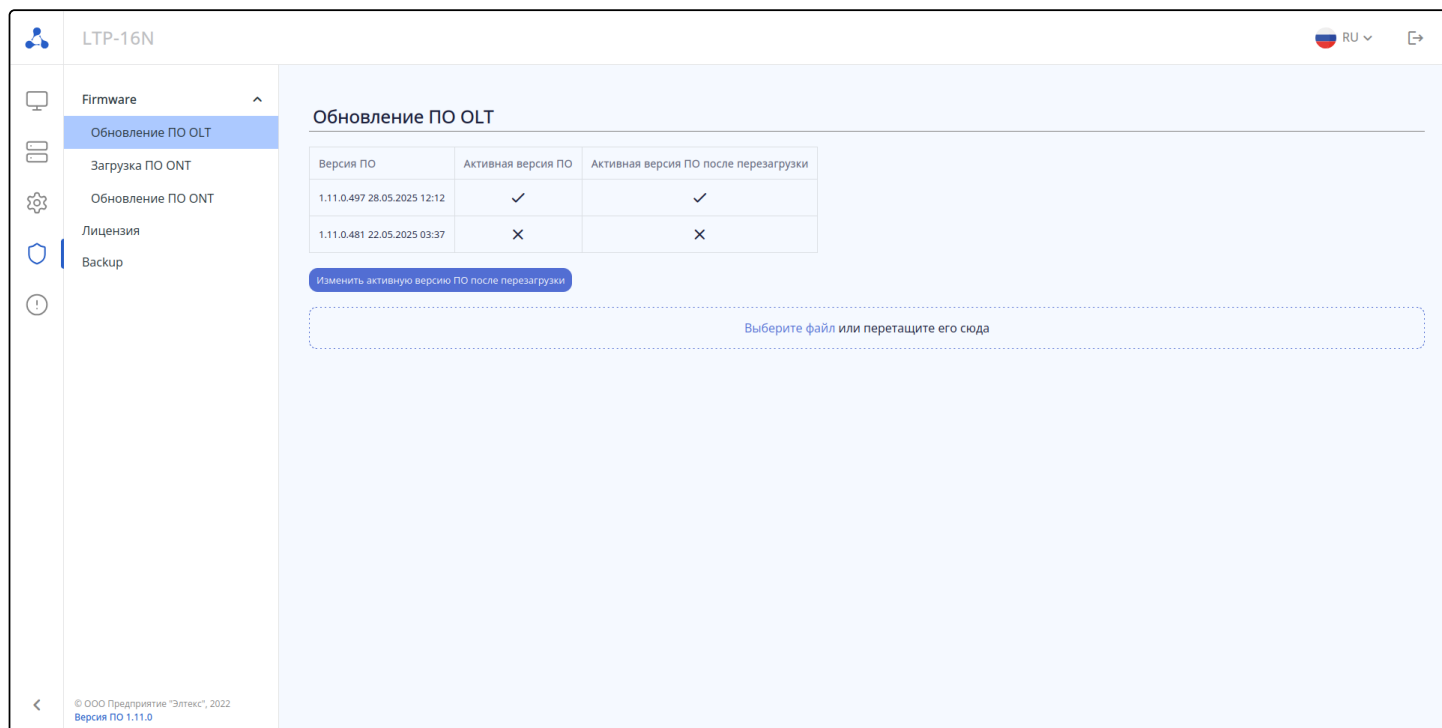 LTP-16N
RU
Firmware
Обновление ПО OLT
Загрузка ПО ONT
Обновление ПО ONT
Лицензия
Backup
Обновление ПО OLT
Версия ПО Активная версия ПО Активная версия ПО после перезагрузки
1.11.0.497 28.05.2025 12:12
1.11.0.481 22.05.2025 03:37
Изменить активную версию ПО после перезагрузки
Выберите файл или перетащите его сюда
© ООО Предприятие "Элтекс", 2022
Версия ПО 1.11.0